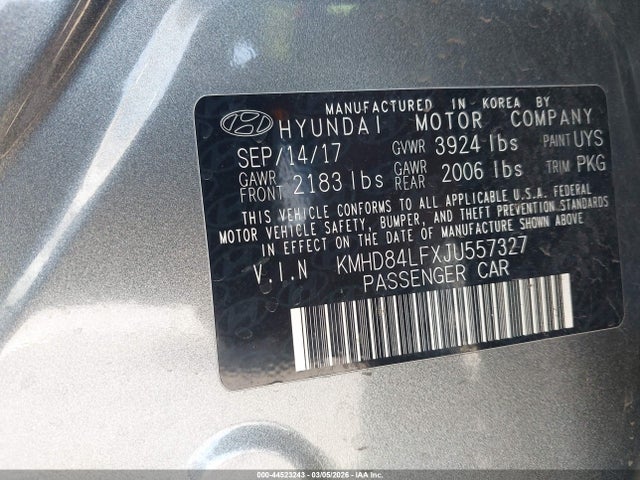 MANUFACTURED IN KOREA BY
HYUNDAI MOTOR COMPANY
SEP/14/17 GVWR 3924 lbs PAINT UYS
GAWR FRONT 2183 lbs GAWR REAR 2006 lbs TRIM PKG
THIS VEHICLE CONFORMS TO ALL APPLICABLE U.S.A. FEDERAL
MOTOR VEHICLE SAFETY, BUMPER, AND THEFT PREVENTION STANDARDS
IN EFFECT ON THE DATE OF MANUFACTURE SHOWN ABOVE
V.I.N KMHD84LFXJU557327
PASSENGER CAR
000-44523243 - 03/05/2026 - IAA, Inc.